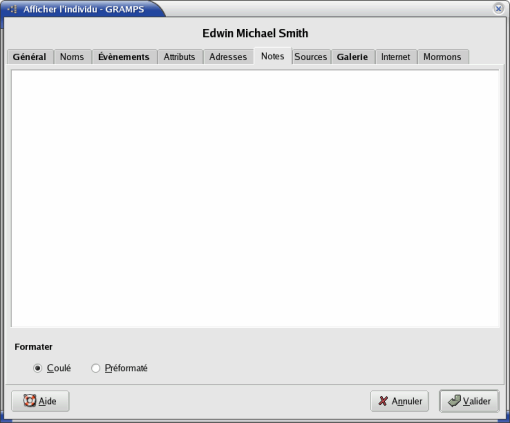 Afficher l'individu - GRAMPS
Edwin Michael Smith
Général Noms Évènements Attributs Adresses Notes Sources Galerie Internet Mormons
Formater
Coulé Préformaté
Aide Annuler Valider